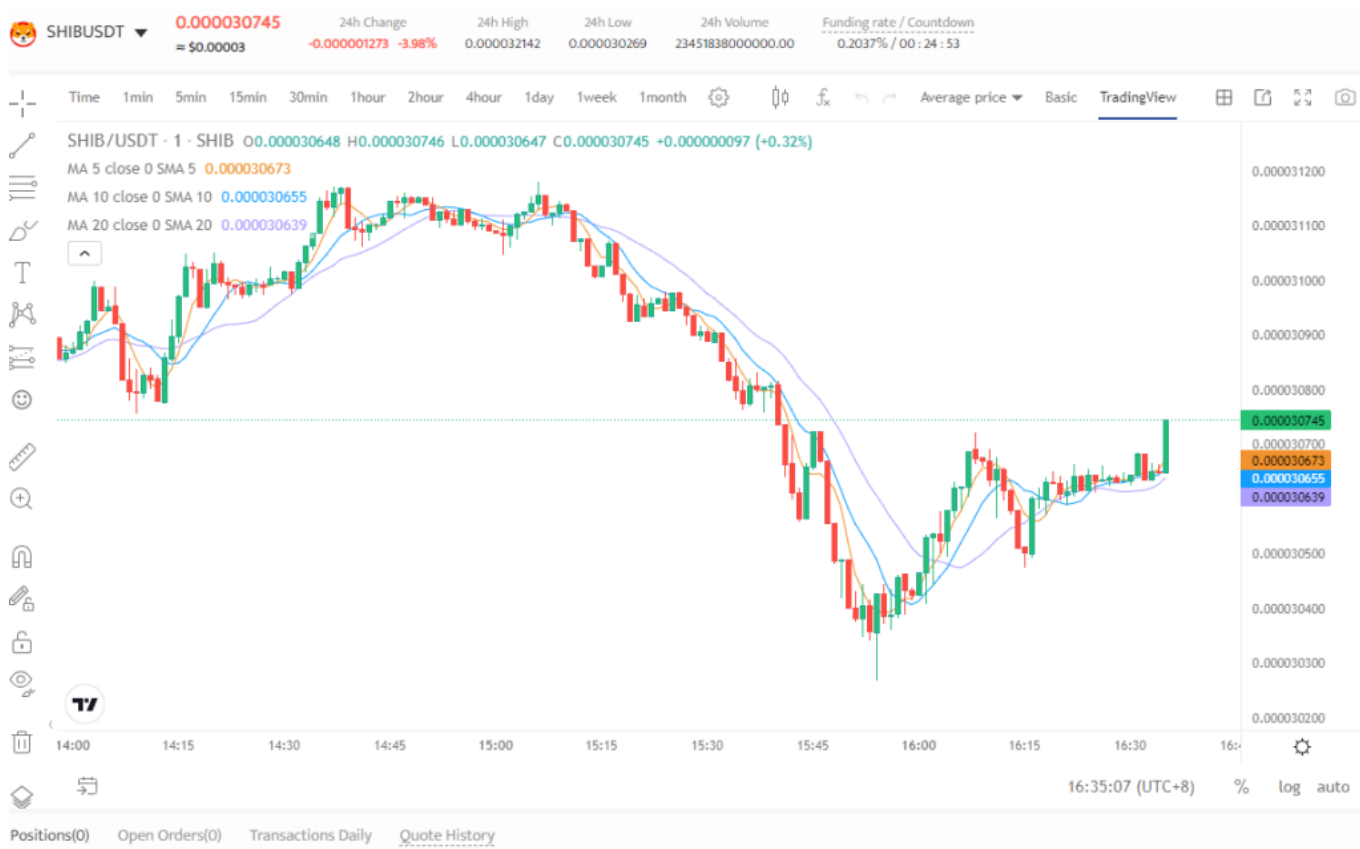 SHIBUSDT
0.000030745
≈ $0.00003
24h Change
-0.000001273 -3.98%
24h High
0.000032142
24h Low
0.000030269
24h Volume
23451838000000.00
Funding rate / Countdown
0.2037% / 00 : 24 : 53
Time 1min 5min 15min 30min 1hour 2hour 4hour 1day 1week 1month Average price Basic TradingView
SHIB/USDT · 1 · SHIB O0.000030648 H0.000030746 L0.000030647 C0.000030745 +0.000000097 (+0.32%)
MA 5 close 0 SMA 5 0.000030673
MA 10 close 0 SMA 10 0.000030655
MA 20 close 0 SMA 20 0.000030639
0.000031200
0.000031100
0.000031000
0.000030900
0.000030800
0.000030745
0.000030700
0.000030673
0.000030655
0.000030639
0.000030500
0.000030400
0.000030300
0.000030200
14:00 14:15 14:30 14:45 15:00 15:15 15:30 15:45 16:00 16:15 16:30
16:35:07 (UTC+8) % log auto
Positions(0) Open Orders(0) Transactions Daily Quote History